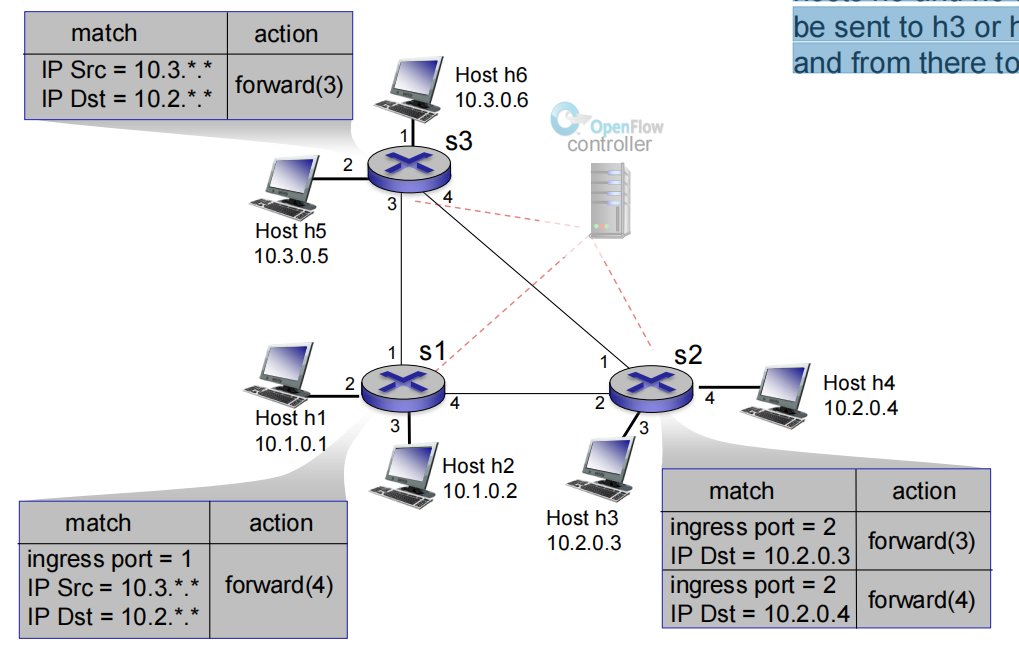 be sent to h3 or h
and from there to
match action
IP Src = 10.3.*.*
IP Dst = 10.2.*.*
forward(3)
Host h6
10.3.0.6
OpenFlow
controller
1
s3
2
4
3
Host h5
10.3.0.5
1
s1
2
4
3
Host h1
10.1.0.1
Host h2
10.1.0.2
1
s2
2
4
3
Host h4
10.2.0.4
Host h3
10.2.0.3
match action
ingress port = 1
IP Src = 10.3.*.*
IP Dst = 10.2.*.*
forward(4)
match action
ingress port = 2
IP Dst = 10.2.0.3
forward(3)
ingress port = 2
IP Dst = 10.2.0.4
forward(4)